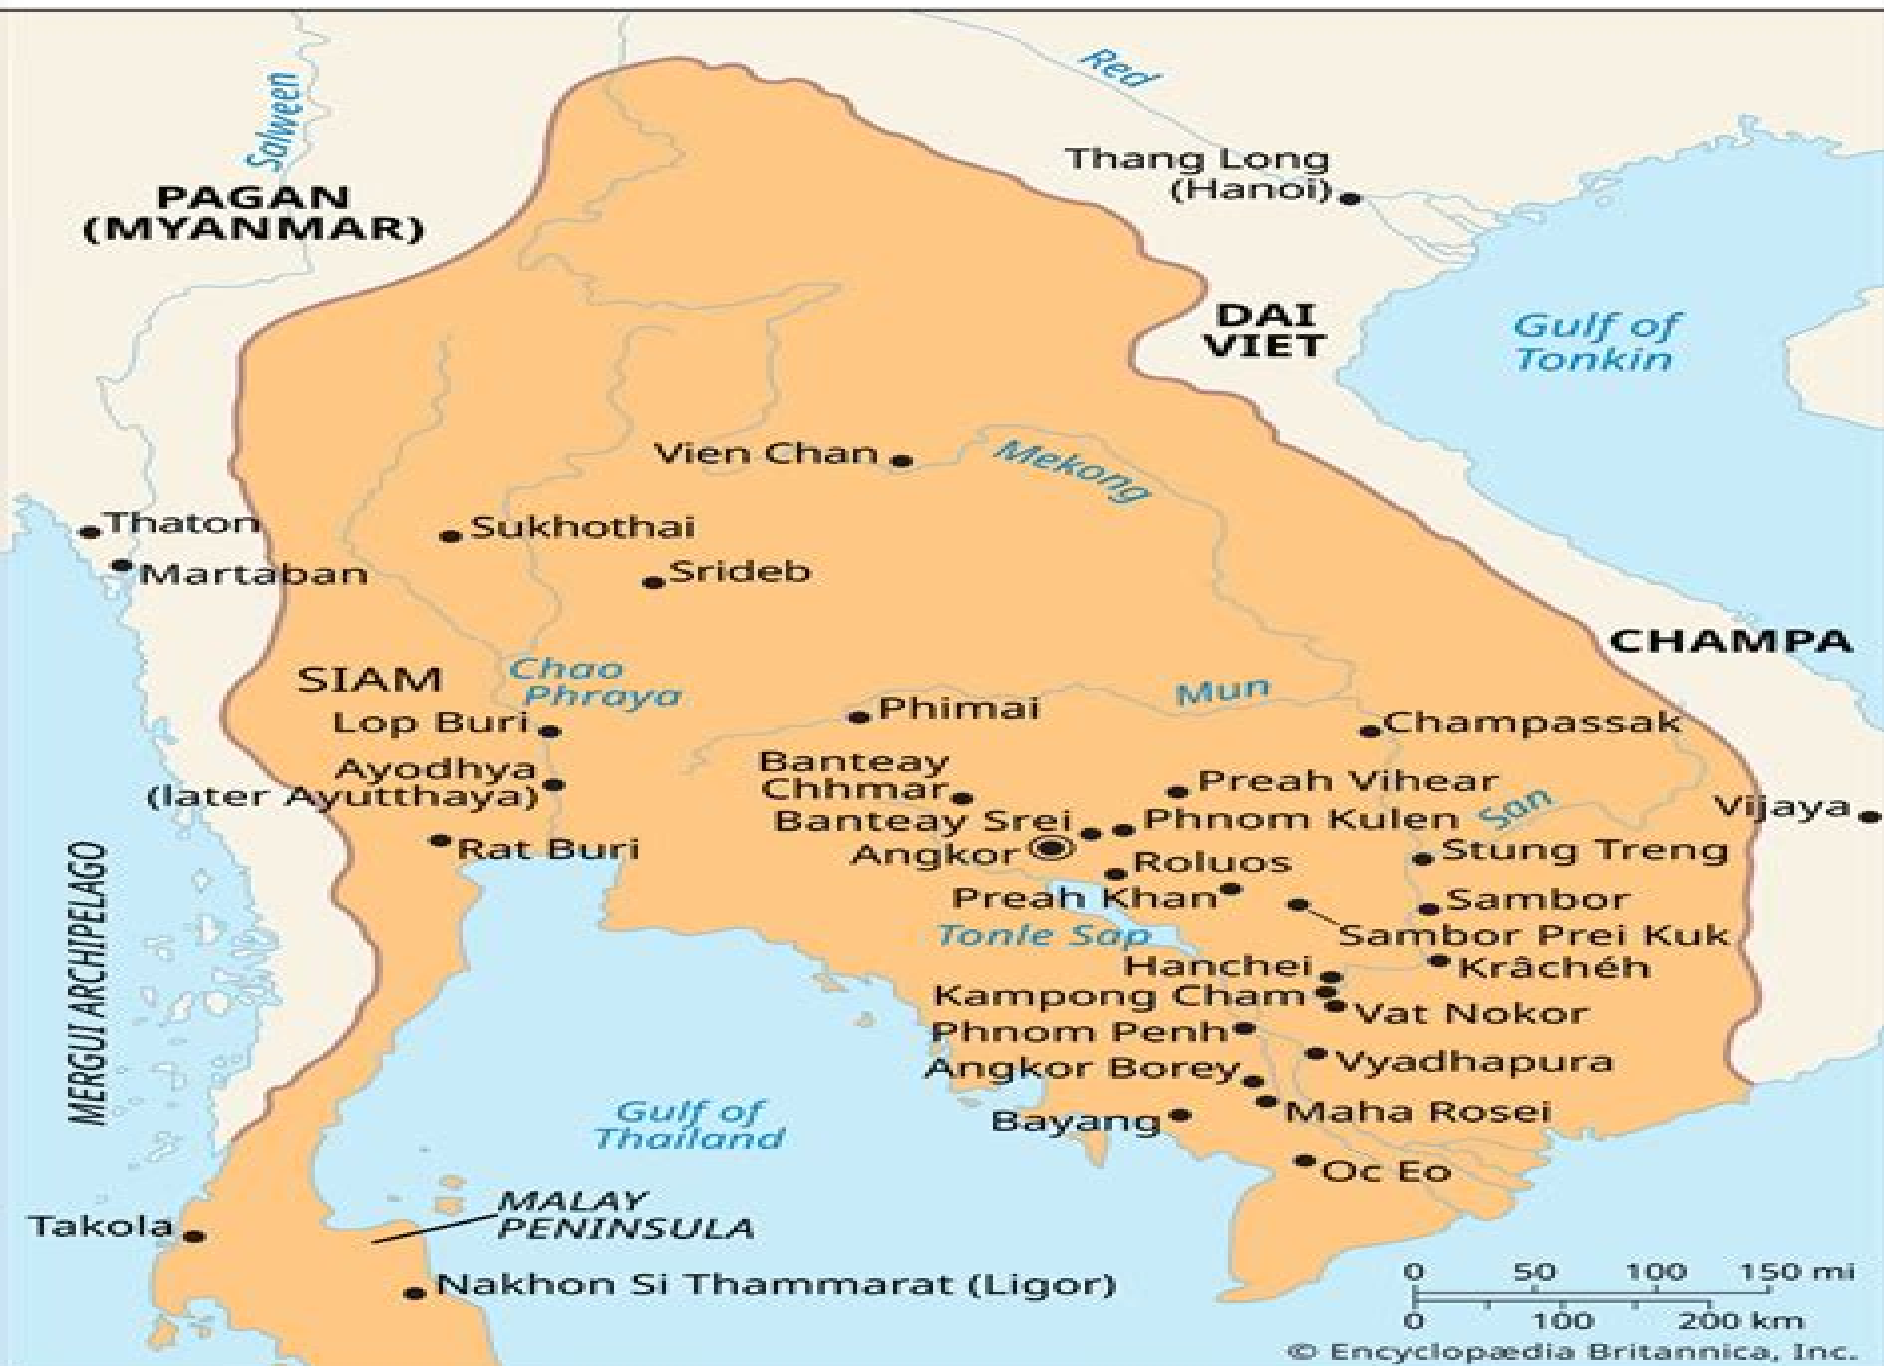 Red
Salween
Thang Long
(Hanoi)
PAGAN
(MYANMAR)
DAI
VIET
Gulf of
Tonkin
Vien Chan
Mekong
Thaton
Sukhothai
Martaban
Srideb
CHAMPA
SIAM
Chao
Phraya
Mun
Lop Buri
Phimai
Champassak
Ayodhya
(later Ayutthaya)
Banteay
Chhmar
Preah Vihear
San
Vijaya
Banteay Srei
Phnom Kulen
Rat Buri
Angkor
Roluos
Stung Treng
MERGUI ARCHIPELAGO
Preah Khan
Sambor
Tonle Sap
Sambor Prei Kuk
Hanchei
Krâchéh
Kampong Cham
Vat Nokor
Phnom Penh
Vyadhapura
Angkor Borey
Gulf of
Thailand
Bayang
Maha Rosei
Oc Eo
MALAY
PENINSULA
Takola
Nakhon Si Thammarat (Ligor)
0 50 100 150 mi
0 100 200 km
© Encyclopædia Britannica, Inc.